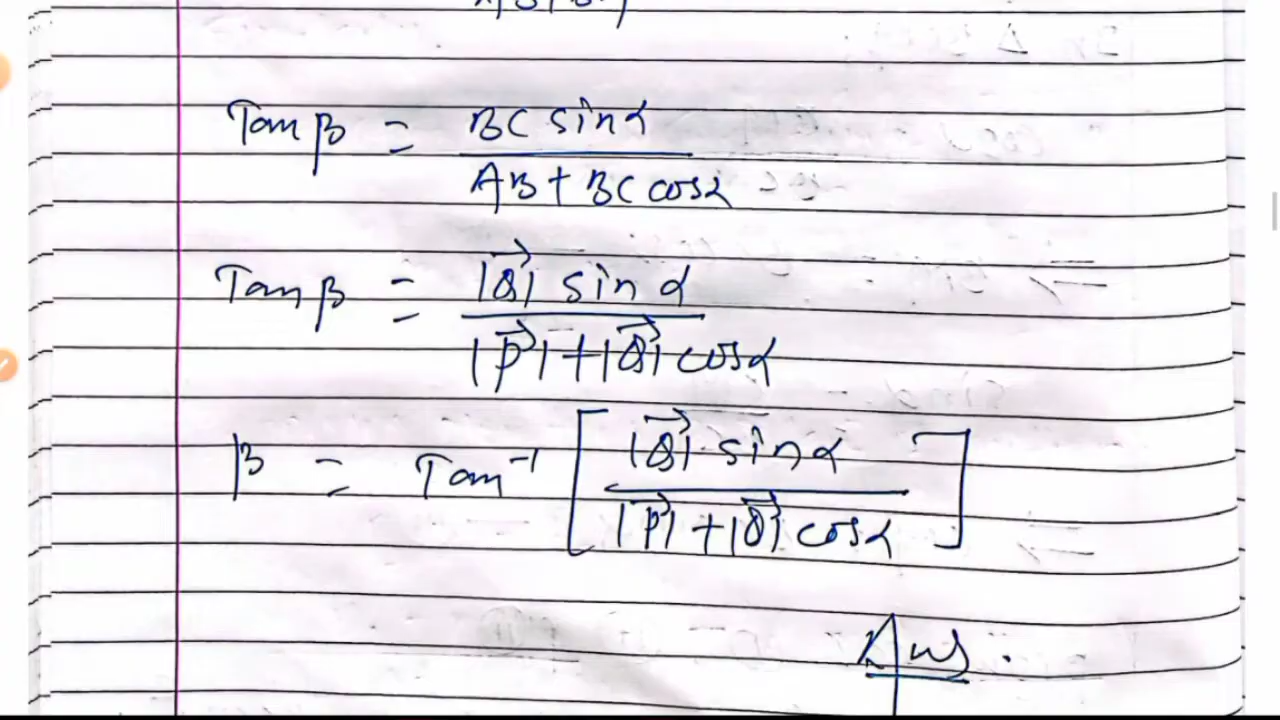 Tan β = BC sin α / AB + BC cos α
Tan β = |Q⃗| sin α / |P⃗| + |Q⃗| cos α
β = Tan⁻¹ [ |Q⃗| sin α / |P⃗| + |Q⃗| cos α ]
Ans.